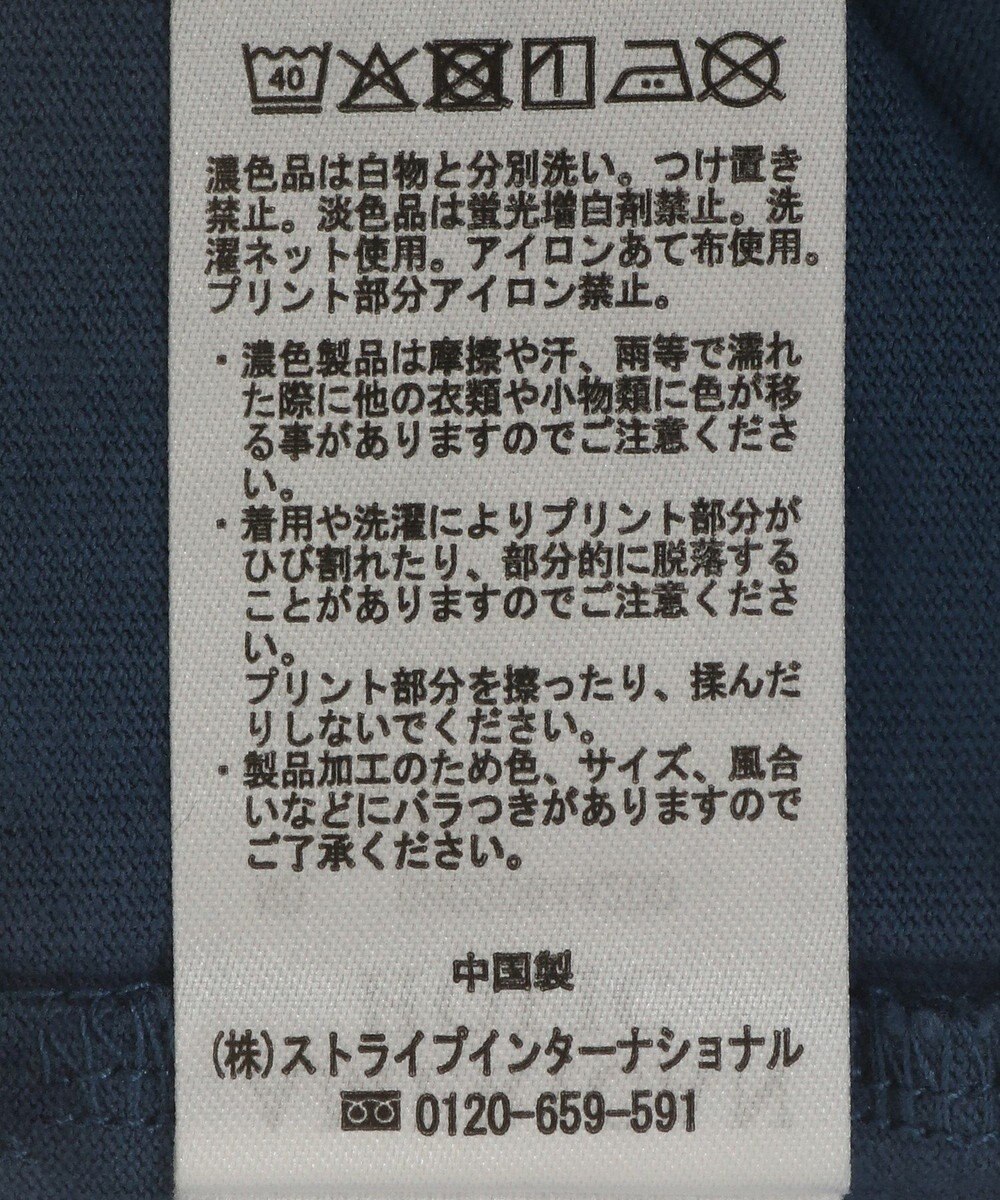 40
濃色品は白物と分別洗い。つけ置き
禁止。淡色品は蛍光増白剤禁止。洗
濯ネット使用。アイロンあて布使用。
プリント部分アイロン禁止。
・濃色製品は摩擦や汗、雨等で濡れ
た際に他の衣類や小物類に色が移
る事がありますのでご注意くださ
い。
・着用や洗濯によりプリント部分が
ひび割れたり、部分的に脱落する
ことがありますのでご注意くださ
い。
プリント部分を擦ったり、揉んだ
りしないでください。
・製品加工のため色、サイズ、風合
いなどにバラつきがありますので
ご了承ください。
中国製
(株)ストライプインターナショナル
0120-659-591